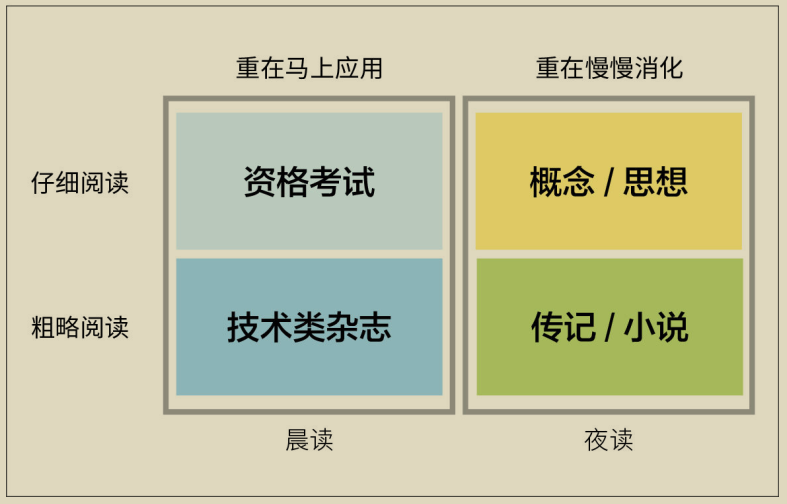 重在马上应用
重在慢慢消化
仔细阅读
资格考试
概念 / 思想
粗略阅读
技术类杂志
传记 / 小说
晨读
夜读